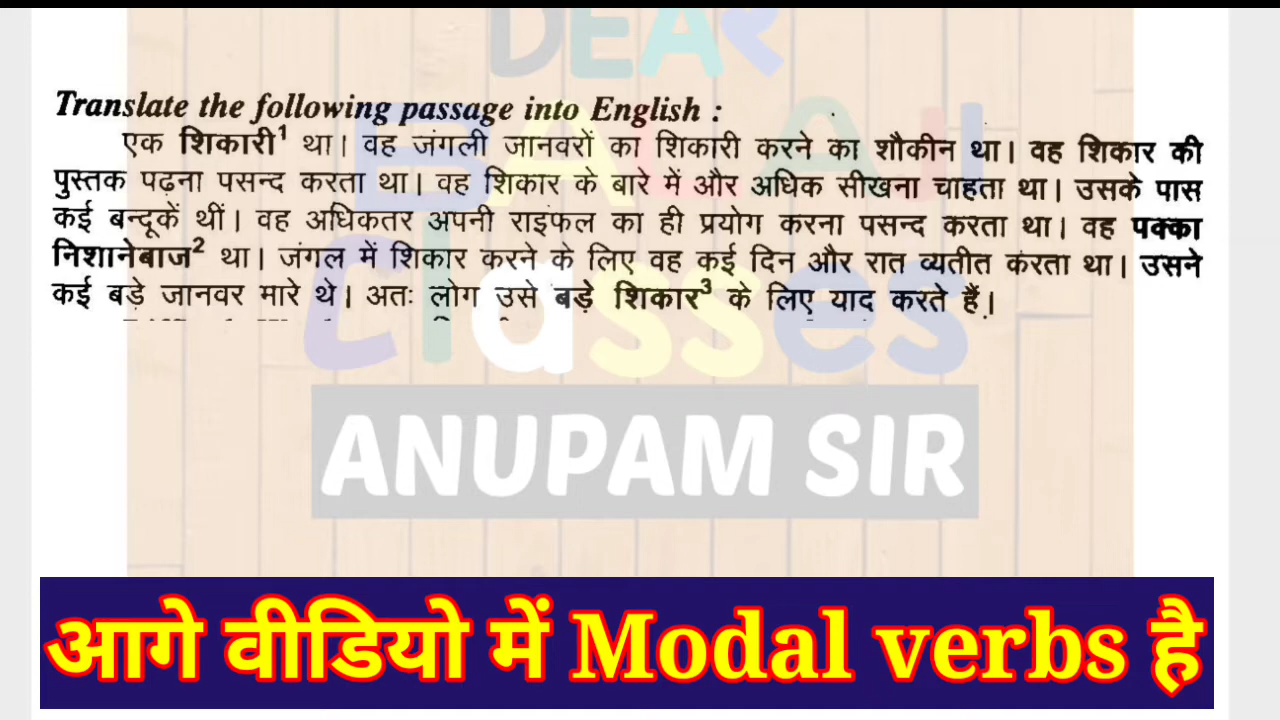 DEAR
Translate the following passage into English :
एक शिकारी¹ था। वह जंगली जानवरों का शिकारी करने का शौकीन था। वह शिकार की
पुस्तक पढ़ना पसन्द करता था। वह शिकार के बारे में और अधिक सीखना चाहता था। उसके पास
कई बन्दूकें थीं। वह अधिकतर अपनी राइफल का ही प्रयोग करना पसन्द करता था। वह पक्का
निशानेबाज² था। जंगल में शिकार करने के लिए वह कई दिन और रात व्यतीत करता था। उसने
कई बड़े जानवर मारे थे। अतः लोग उसे बड़े शिकार³ के लिए याद करते हैं।
BALAJI
classes
ANUPAM SIR
आगे वीडियो में Modal verbs है